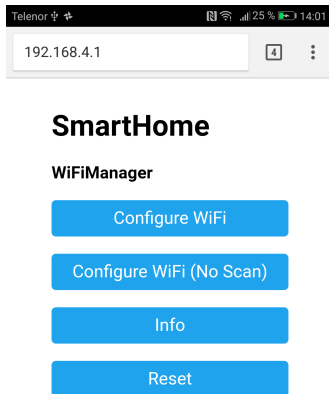 Telenor 25 % 14:01
192.168.4.1 4
SmartHome
WiFiManager
Configure WiFi
Configure WiFi (No Scan)
Info
Reset